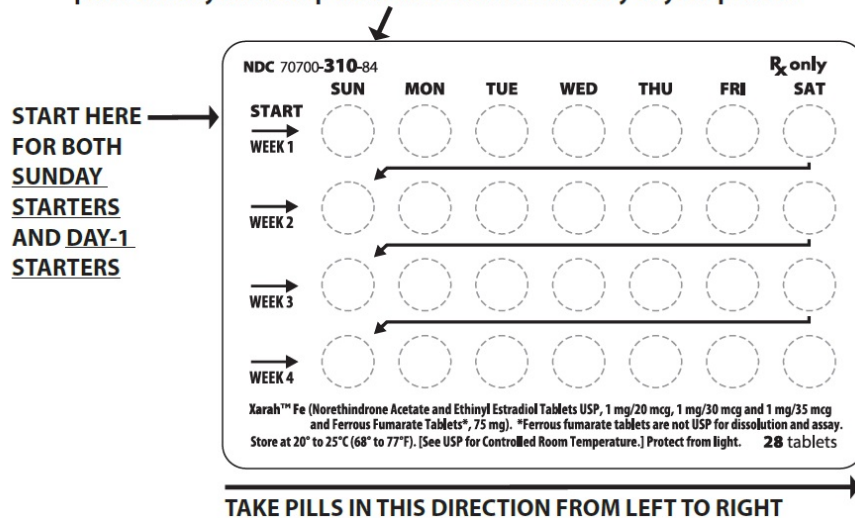 NDC 70700-310-84
Rx only
SUN MON TUE WED THU FRI SAT
START HERE
FOR BOTH
SUNDAY
STARTERS
AND DAY-1
STARTERS
START
WEEK 1
WEEK 2
WEEK 3
WEEK 4
Xarah™ Fe (Norethindrone Acetate and Ethinyl Estradiol Tablets USP, 1 mg/20 mcg, 1 mg/30 mcg and 1 mg/35 mcg
and Ferrous Fumarate Tablets*, 75 mg). *Ferrous fumarate tablets are not USP for dissolution and assay.
Store at 20° to 25°C (68° to 77°F). [See USP for Controlled Room Temperature.] Protect from light. 28 tablets
TAKE PILLS IN THIS DIRECTION FROM LEFT TO RIGHT